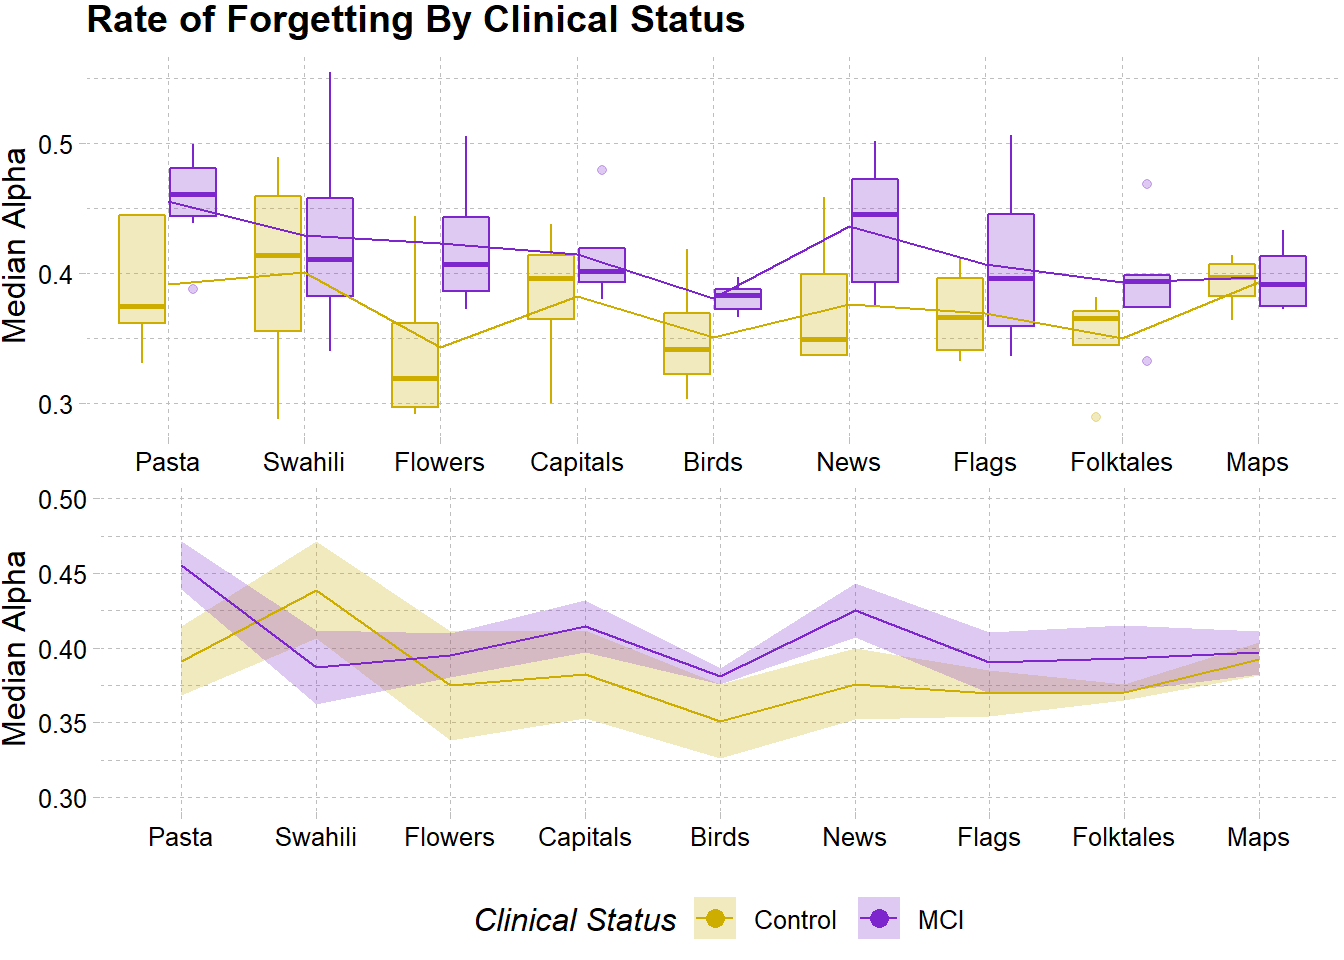 Rate of Forgetting By Clinical Status
Median Alpha
0.5
0.4
0.3
Pasta Swahili Flowers Capitals Birds News Flags Folktales Maps
Median Alpha
0.50
0.45
0.40
0.35
0.30
Pasta Swahili Flowers Capitals Birds News Flags Folktales Maps
Clinical Status Control MCI